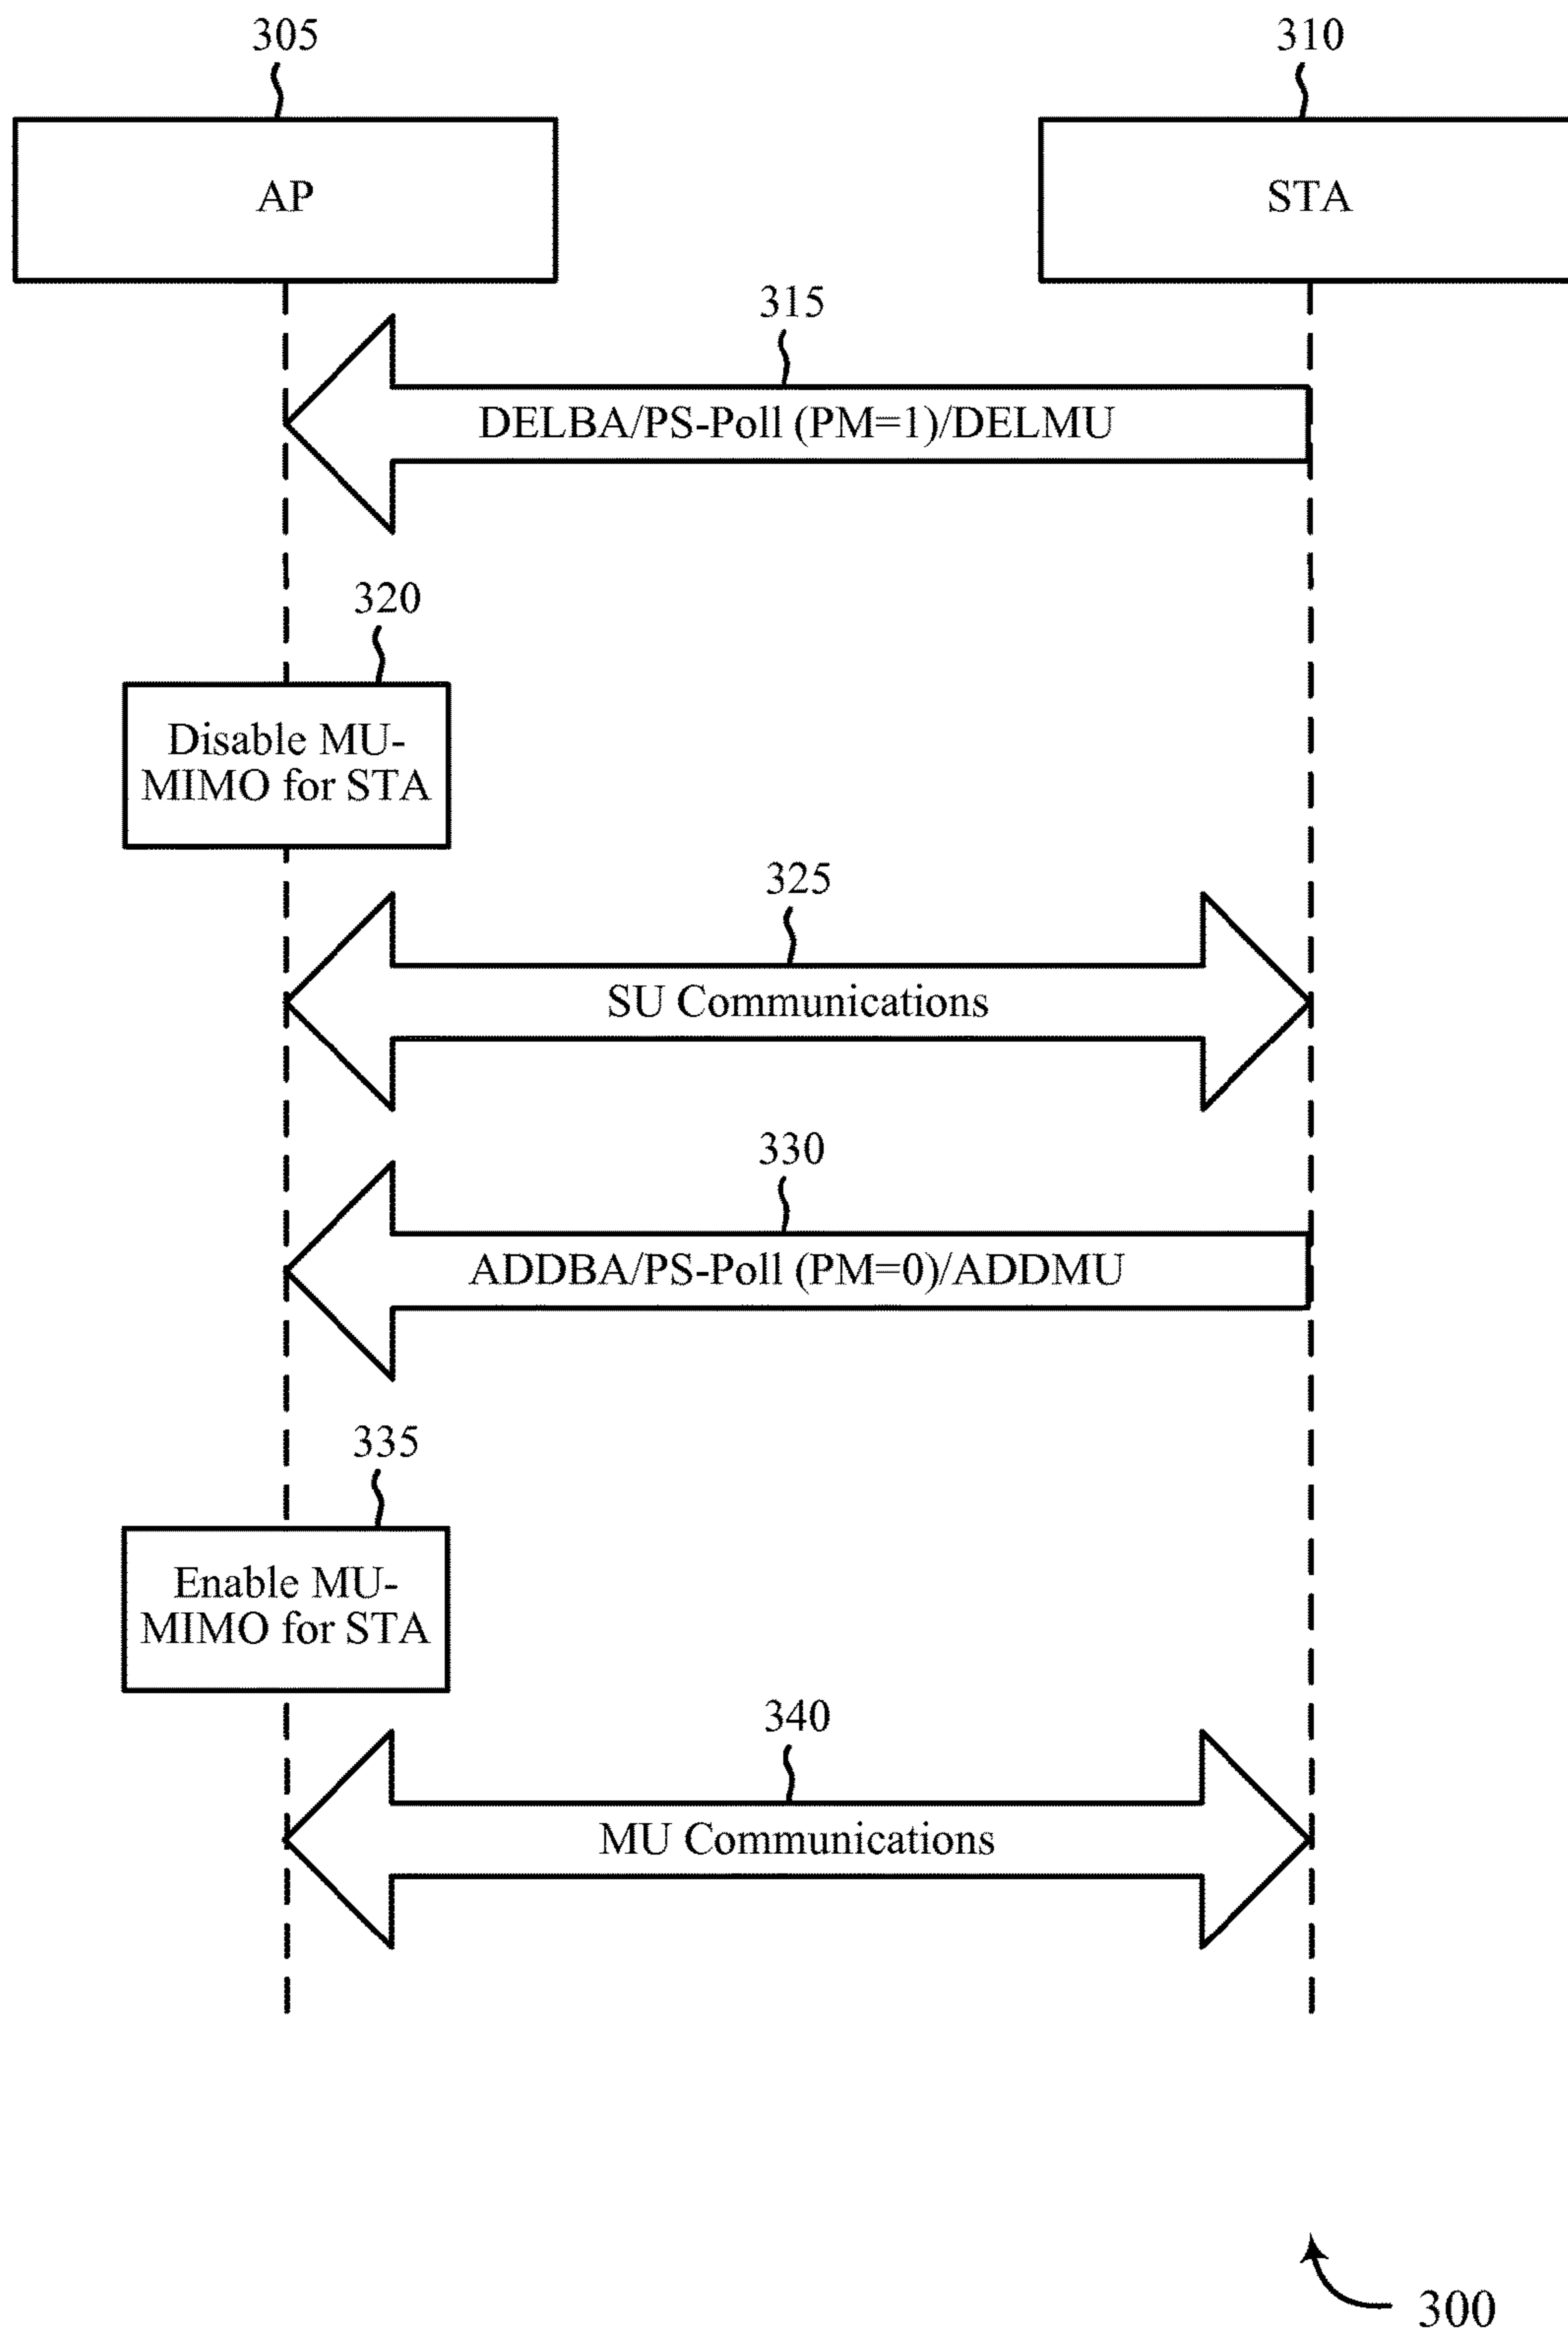 305
310
AP
STA
315
DELBA/PS-Poll (PM=1)/DELMU
320
Disable MU-
MIMO for STA
325
SU Communications
330
ADDBA/PS-Poll (PM=0)/ADDMU
335
Enable MU-
MIMO for STA
340
MU Communications
300